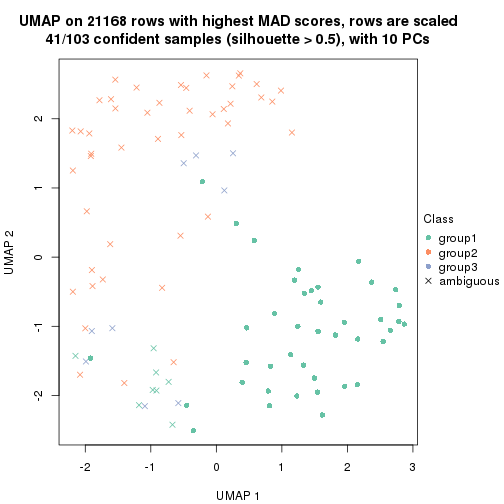 UMAP on 21168 rows with highest MAD scores, rows are scaled
41/103 confident samples (silhouette > 0.5), with 10 PCs
2
1
0
-1
-2
UMAP 2
-2
-1
0
1
2
3
UMAP 1
Class
group1
group2
group3
ambiguous